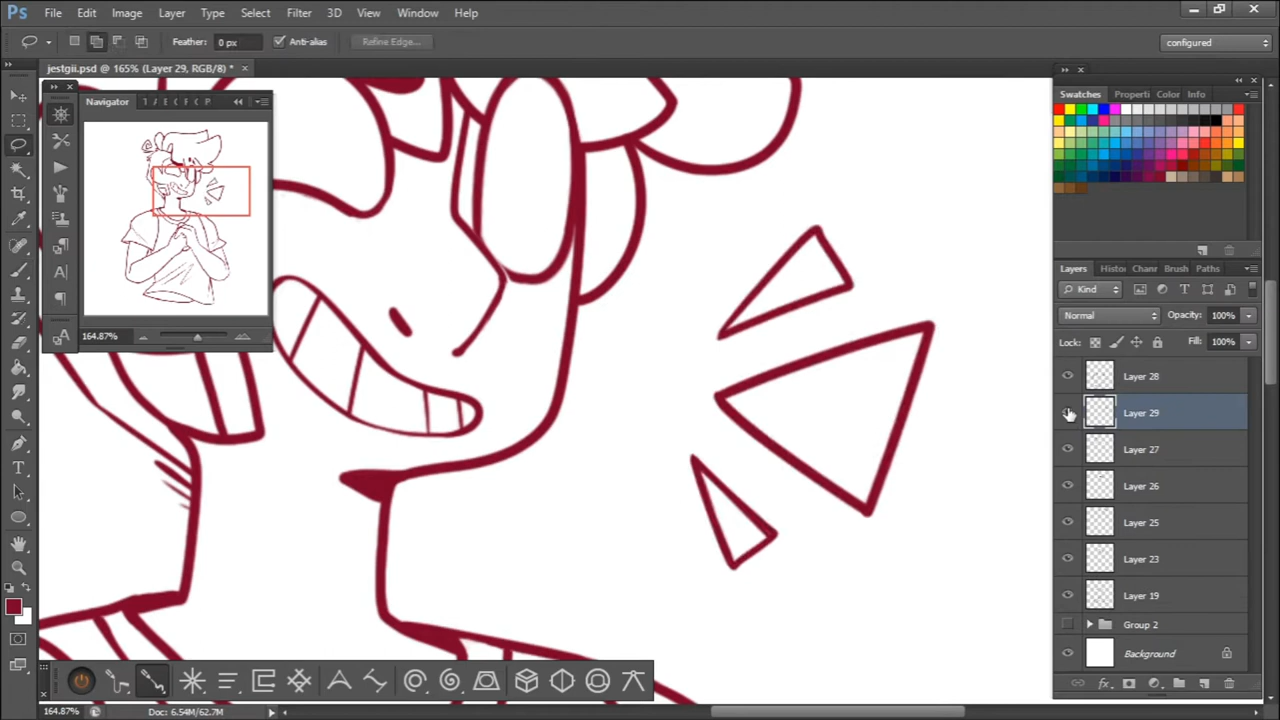 Ps File Edit Image Layer Type Select Filter 3D View Window Help
Feather: 0 px Anti-alias Refine Edge... configured
jestgii.psd @ 165% (Layer 29, RGB/8) *
Navigator
164.87%
Swatches Properti Color Info
Layers Histo Chanr Brush Paths
Kind
Normal Opacity: 100%
Lock: Fill: 100%
Layer 28
Layer 29
Layer 27
Layer 26
Layer 25
Layer 23
Layer 19
Group 2
Background
164.87% Doc: 6.54M/62.7M